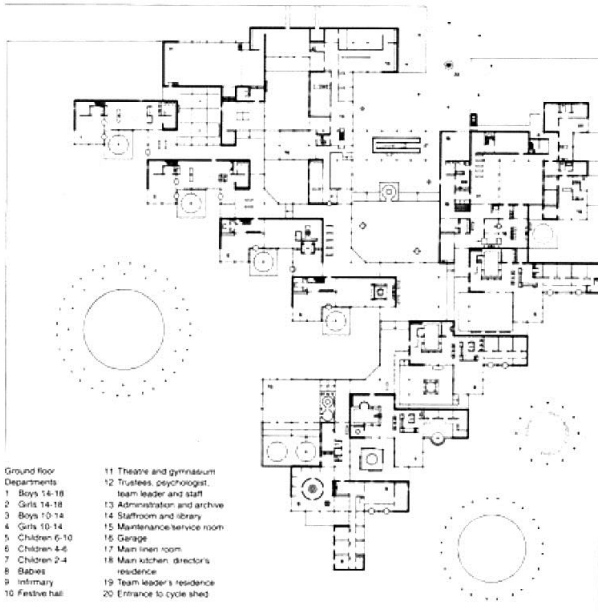 Ground floor
Departments
1 Boys 14-18
2 Girls 14-18
3 Boys 10-14
4 Girls 10-14
5 Children 6-10
6 Children 4-6
7 Children 2-4
8 Babies
9 Infirmary
10 Festive hall
11 Theatre and gymnasium
12 Trustees, psychologist,
team leader and staff
13 Administration and archive
14 Staffroom and library
15 Maintenance/service room
16 Garage
17 Main linen room
18 Main kitchen, director's
residence
19 Team leader's residence
20 Entrance to cycle shed